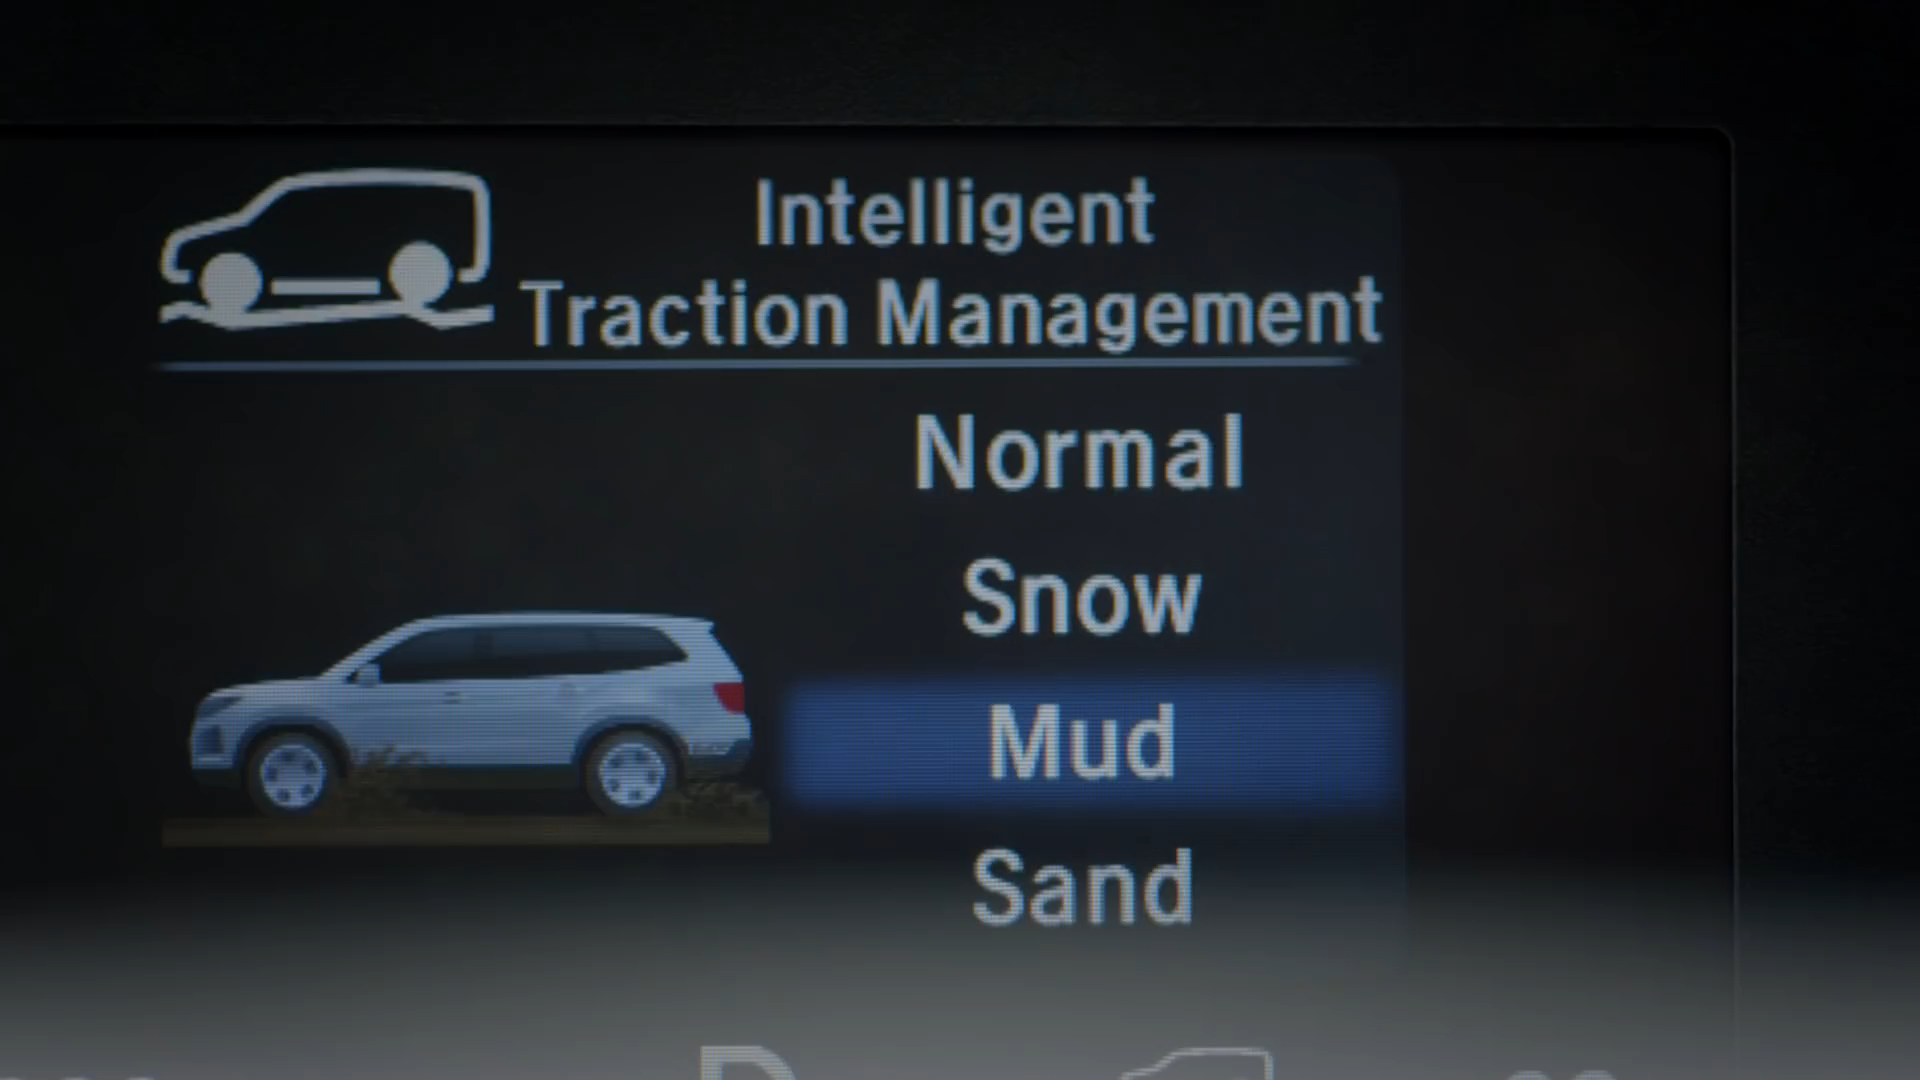 Intelligent
Traction Management
Normal
Snow
Mud
Sand
D